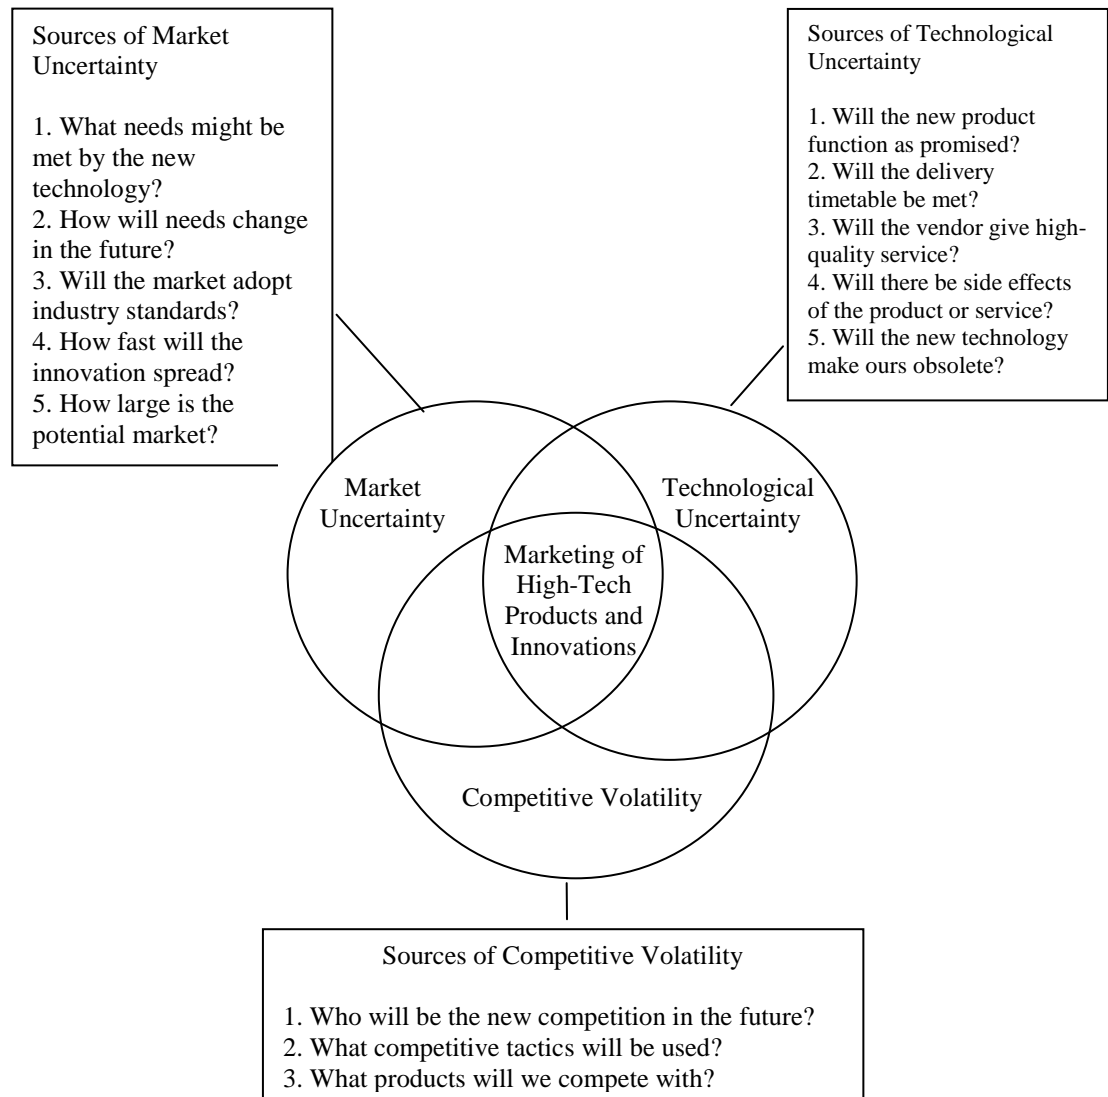 Sources of Market
Uncertainty
1. What needs might be
met by the new
technology?
2. How will needs change
in the future?
3. Will the market adopt
industry standards?
4. How fast will the
innovation spread?
5. How large is the
potential market?
Sources of Technological
Uncertainty
1. Will the new product
function as promised?
2. Will the delivery
timetable be met?
3. Will the vendor give high-
quality service?
4. Will there be side effects
of the product or service?
5. Will the new technology
make ours obsolete?
Market
Uncertainty
Technological
Uncertainty
Marketing of
High-Tech
Products and
Innovations
Competitive Volatility
Sources of Competitive Volatility
1. Who will be the new competition in the future?
2. What competitive tactics will be used?
3. What products will we compete with?